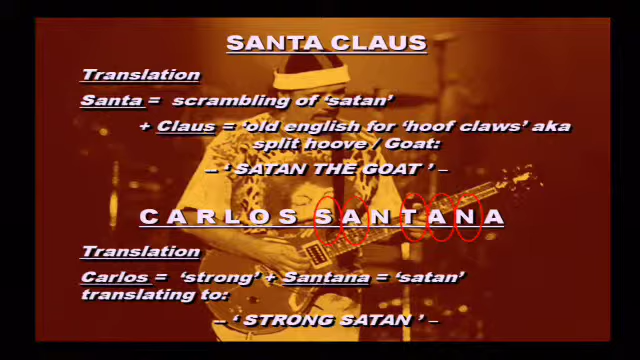 SANTA CLAUS
Translation
Santa = scrambling of 'satan'
+ Claus = 'old english for 'hoof claws' aka
split hoove / Goat:
– ' SATAN THE GOAT ' –
CARLOS SANTANA
Translation
Carlos = 'strong' + Santana = 'satan'
translating to:
– ' STRONG SATAN ' –